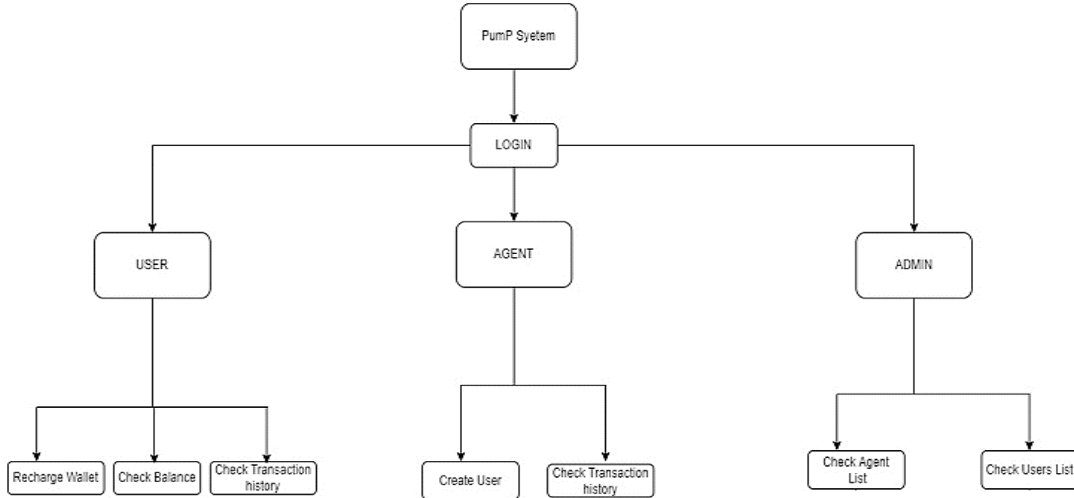 PumP Syetem
LOGIN
USER
AGENT
ADMIN
Recharge Wallet
Check Balance
Check Transaction
history
Create User
Check Transaction
history
Check Agent
List
Check Users List